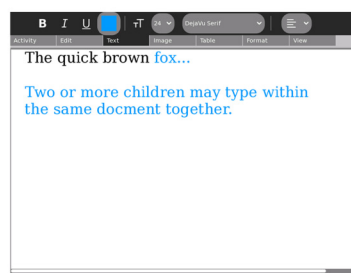 B I U TT 24 DejaVu Serif
Activity Edit Text Image Table Format View
The quick brown fox...
Two or more children may type within
the same docment together.